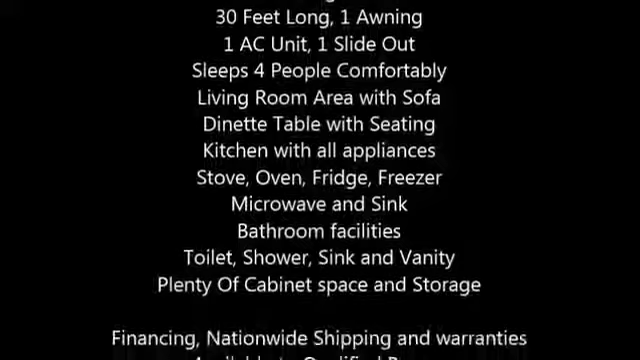 30 Feet Long, 1 Awning
1 AC Unit, 1 Slide Out
Sleeps 4 People Comfortably
Living Room Area with Sofa
Dinette Table with Seating
Kitchen with all appliances
Stove, Oven, Fridge, Freezer
Microwave and Sink
Bathroom facilities
Toilet, Shower, Sink and Vanity
Plenty Of Cabinet space and Storage
Financing, Nationwide Shipping and warranties